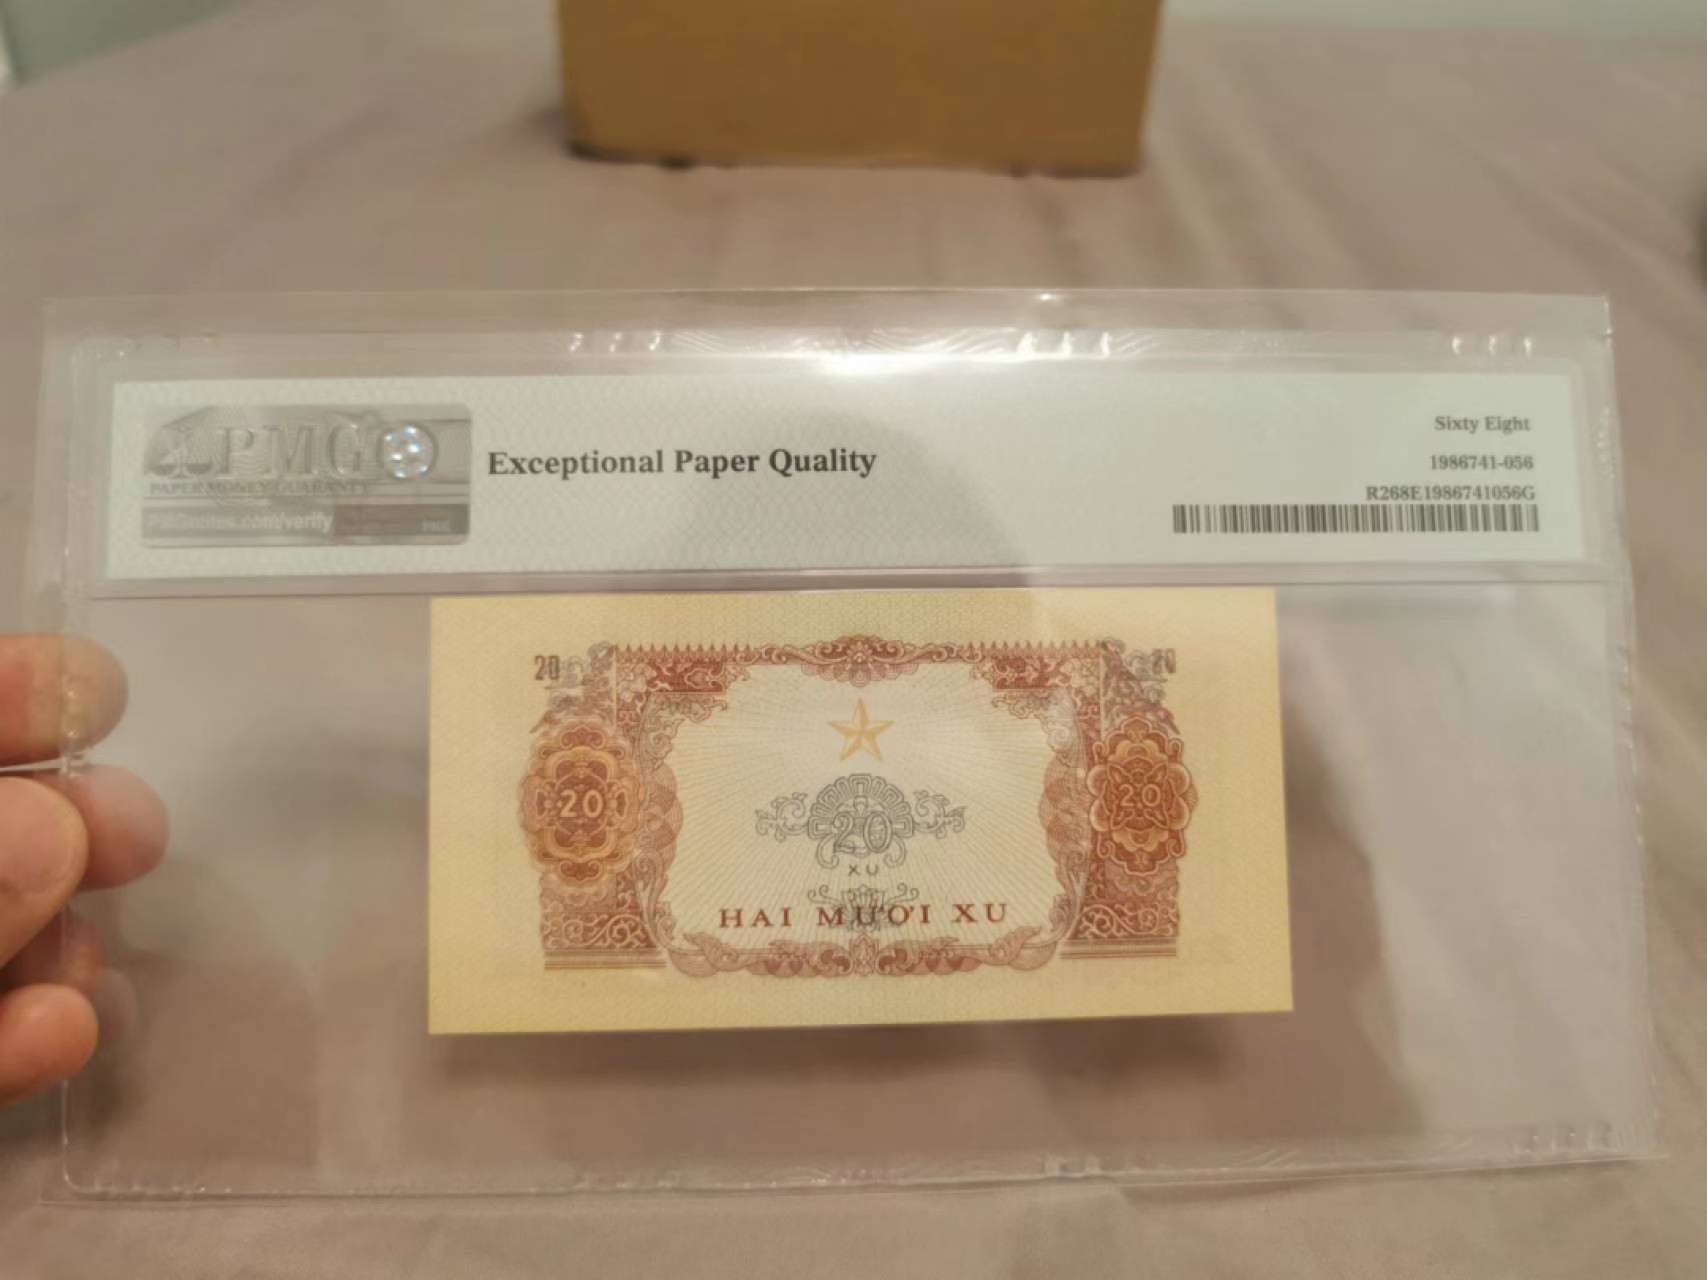 PMG
PAPER MONEY GUARANTY
PMGnotes.com/verify
Exceptional Paper Quality
Sixty Eight
1986741-056
R268E1986741056G
20 20
20 20
20
XU
HAI MƯƠI XU